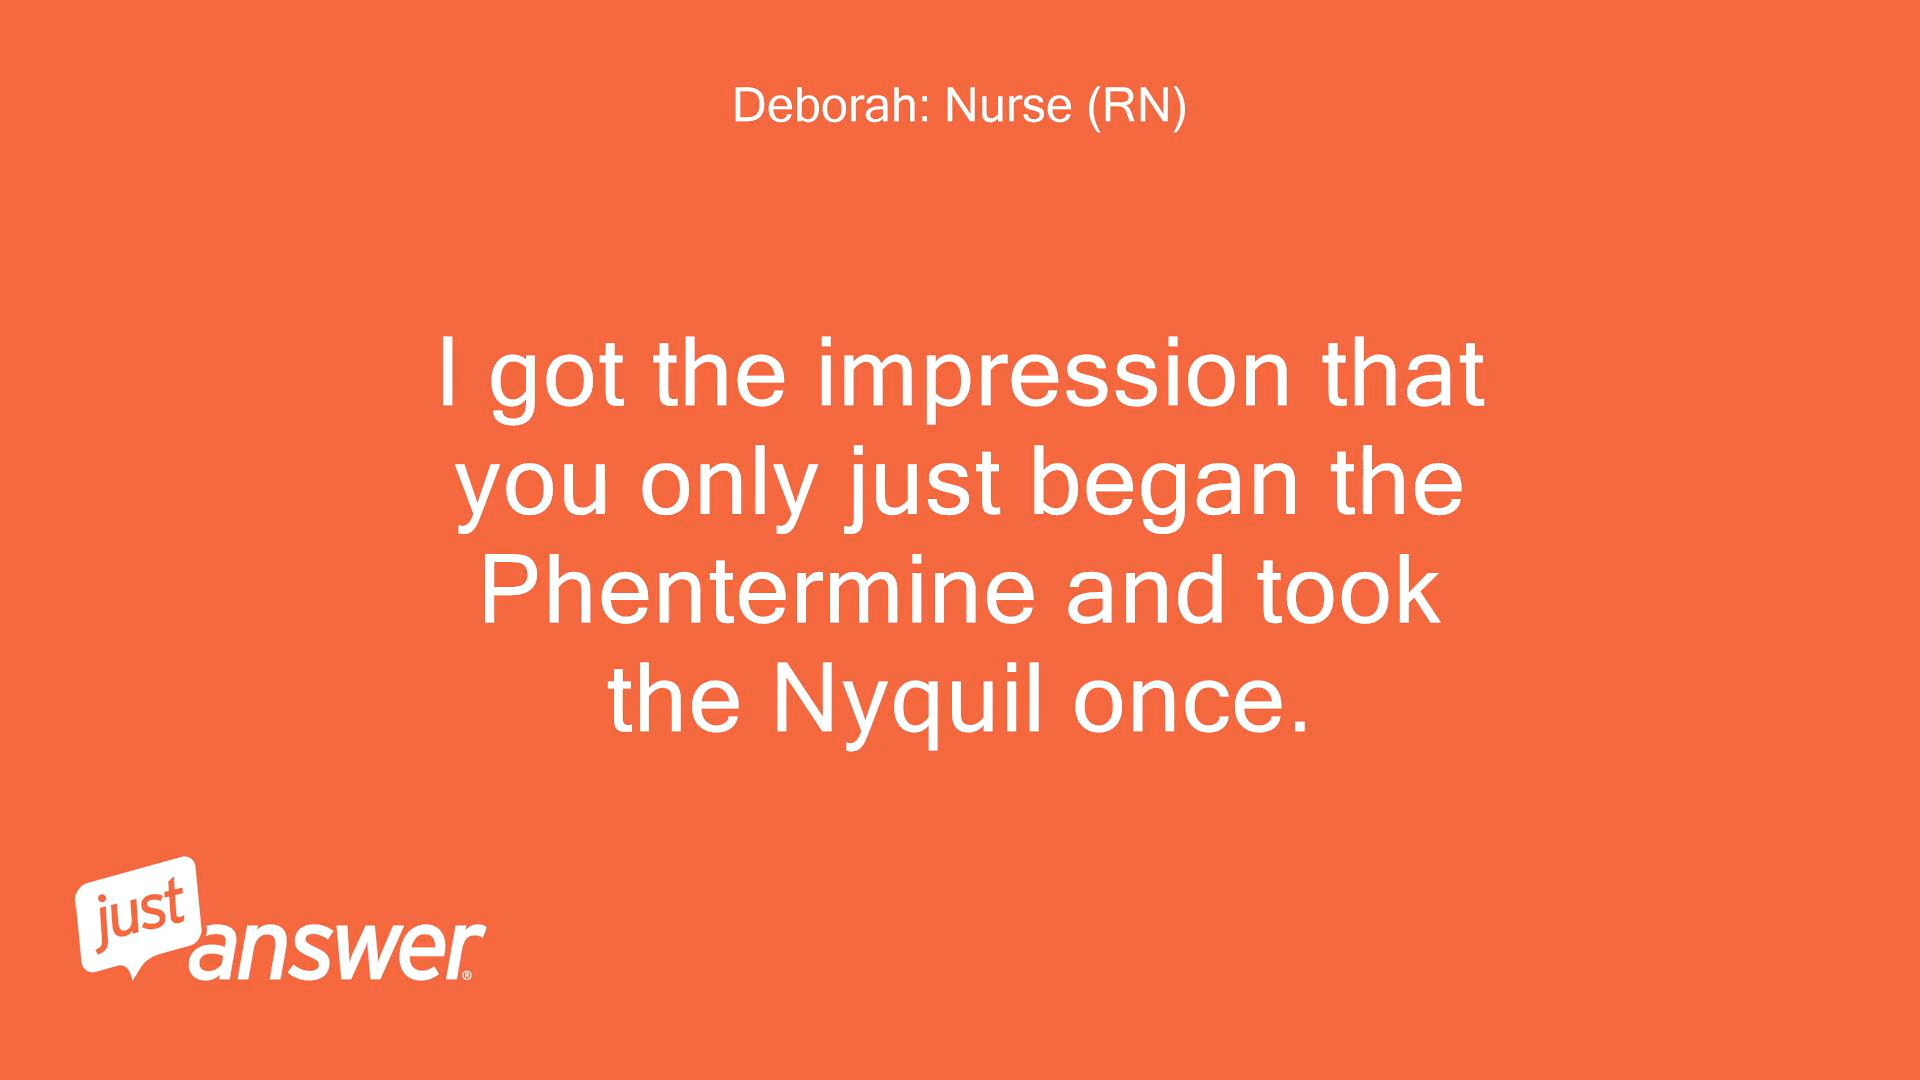 Deborah: Nurse (RN)
I got the impression that
you only just began the
Phentermine and took
the Nyquil once.
just
answer®